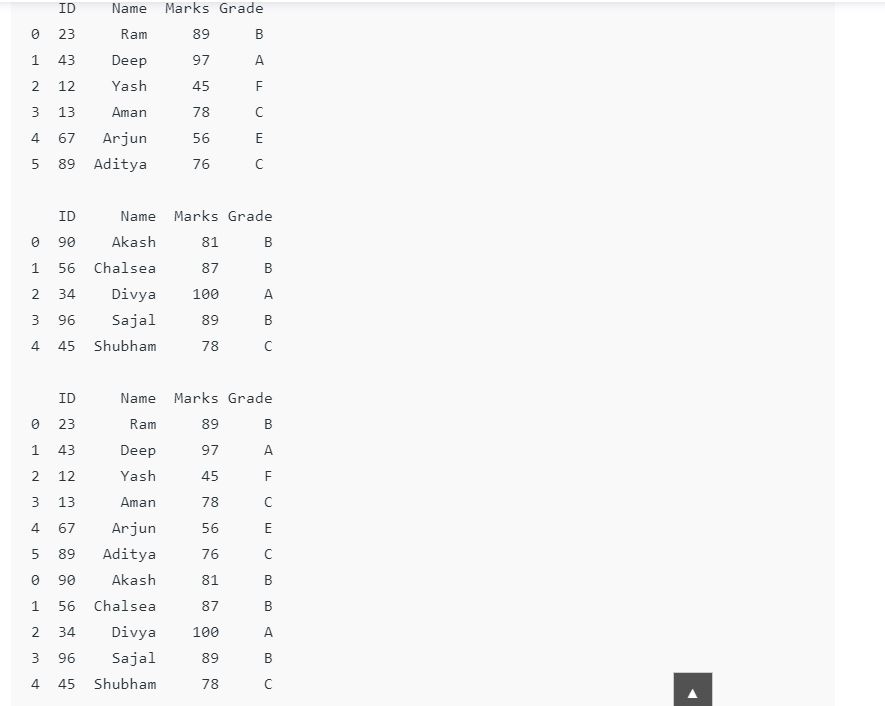 ID Name Marks Grade
0 23 Ram 89 B
1 43 Deep 97 A
2 12 Yash 45 F
3 13 Aman 78 C
4 67 Arjun 56 E
5 89 Aditya 76 C
ID Name Marks Grade
0 90 Akash 81 B
1 56 Chalsea 87 B
2 34 Divya 100 A
3 96 Sajal 89 B
4 45 Shubham 78 C
ID Name Marks Grade
0 23 Ram 89 B
1 43 Deep 97 A
2 12 Yash 45 F
3 13 Aman 78 C
4 67 Arjun 56 E
5 89 Aditya 76 C
0 90 Akash 81 B
1 56 Chalsea 87 B
2 34 Divya 100 A
3 96 Sajal 89 B
4 45 Shubham 78 C